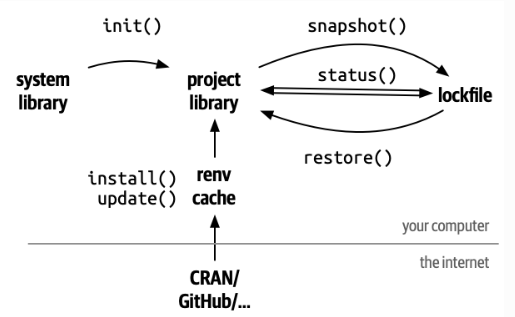 init()
snapshot()
system
library
project
library
status()
lockfile
restore()
install()
update()
renv
cache
your computer
the internet
CRAN/
GitHub/...